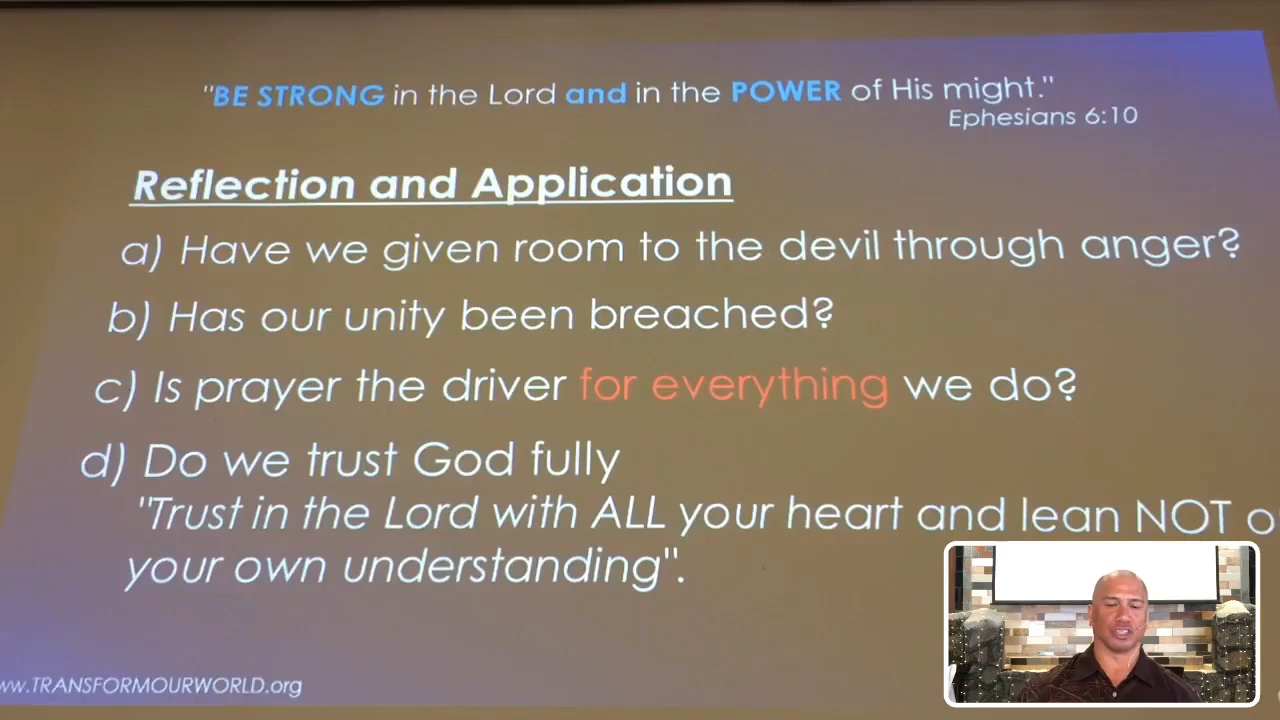 "BE STRONG in the Lord and in the POWER of His might."
Ephesians 6:10
Reflection and Application
a) Have we given room to the devil through anger?
b) Has our unity been breached?
c) Is prayer the driver for everything we do?
d) Do we trust God fully
"Trust in the Lord with ALL your heart and lean NOT o
your own understanding".
ww.TRANSFORMOURWORLD.org